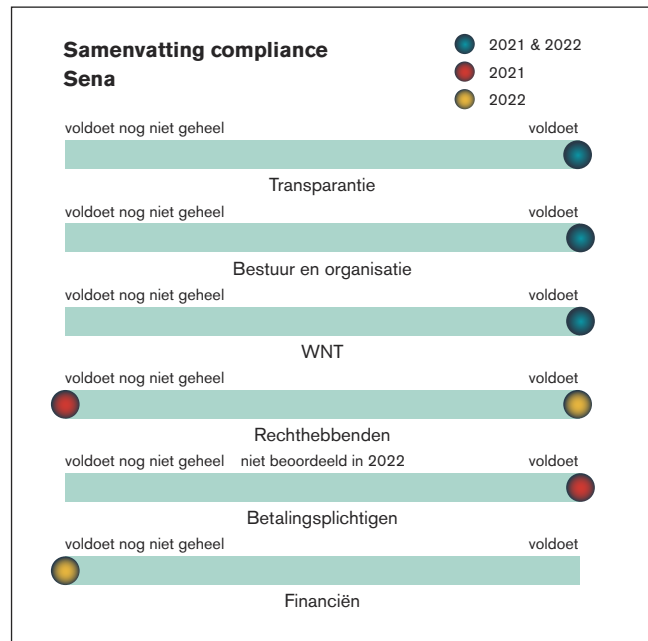 Samenvatting compliance
Sena
2021 & 2022
2021
2022
voldoet nog niet geheel voldoet
Transparantie
voldoet nog niet geheel voldoet
Bestuur en organisatie
voldoet nog niet geheel voldoet
WNT
voldoet nog niet geheel voldoet
Rechthebbenden
voldoet nog niet geheel niet beoordeeld in 2022 voldoet
Betalingsplichtigen
voldoet nog niet geheel voldoet
Financiën